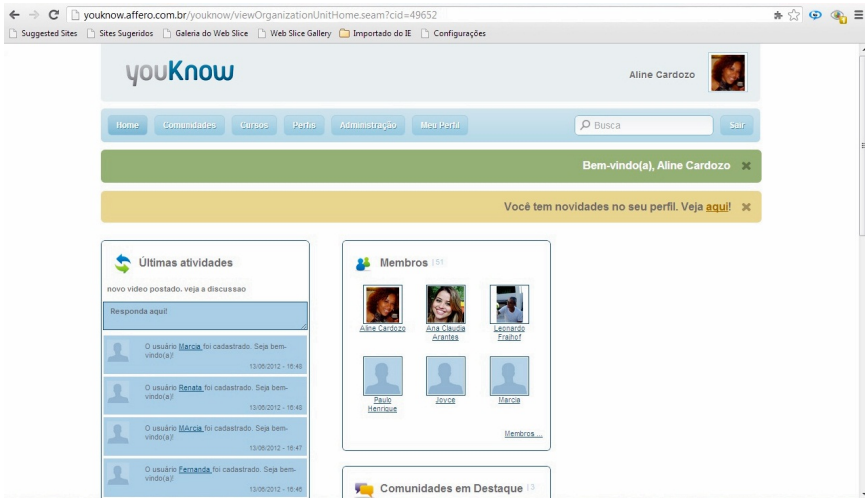 youknow.affero.com.br/youknow/viewOrganizationUnitHome.seam?cid=49652
Suggested Sites Sites Sugeridos Galeria do Web Slice Web Slice Gallery Importado do IE Configurações
youKnow
Aline Cardozo
Home Comunidades Cursos Perfis Administração Meu Perfil Busca Sair
Bem-vindo(a), Aline Cardozo
Você tem novidades no seu perfil. Veja aqui!
Últimas atividades
novo video postado. veja a discussao
Responda aqui!
O usuário Marcia foi cadastrado. Seja bem-
vindo(a)!
13/06/2012 - 16:48
O usuário Renata foi cadastrado. Seja bem-
vindo(a)!
13/06/2012 - 16:48
O usuário MArcia foi cadastrado. Seja bem-
vindo(a)!
13/06/2012 - 16:47
O usuário Fernanda foi cadastrado. Seja bem-
vindo(a)!
13/06/2012 - 16:46
Membros
Aline Cardozo
Ana Claudia
Arantes
Leonardo
Fraihof
Paulo
Henrique
Joyce
Marcia
Membros ...
Comunidades em Destaque